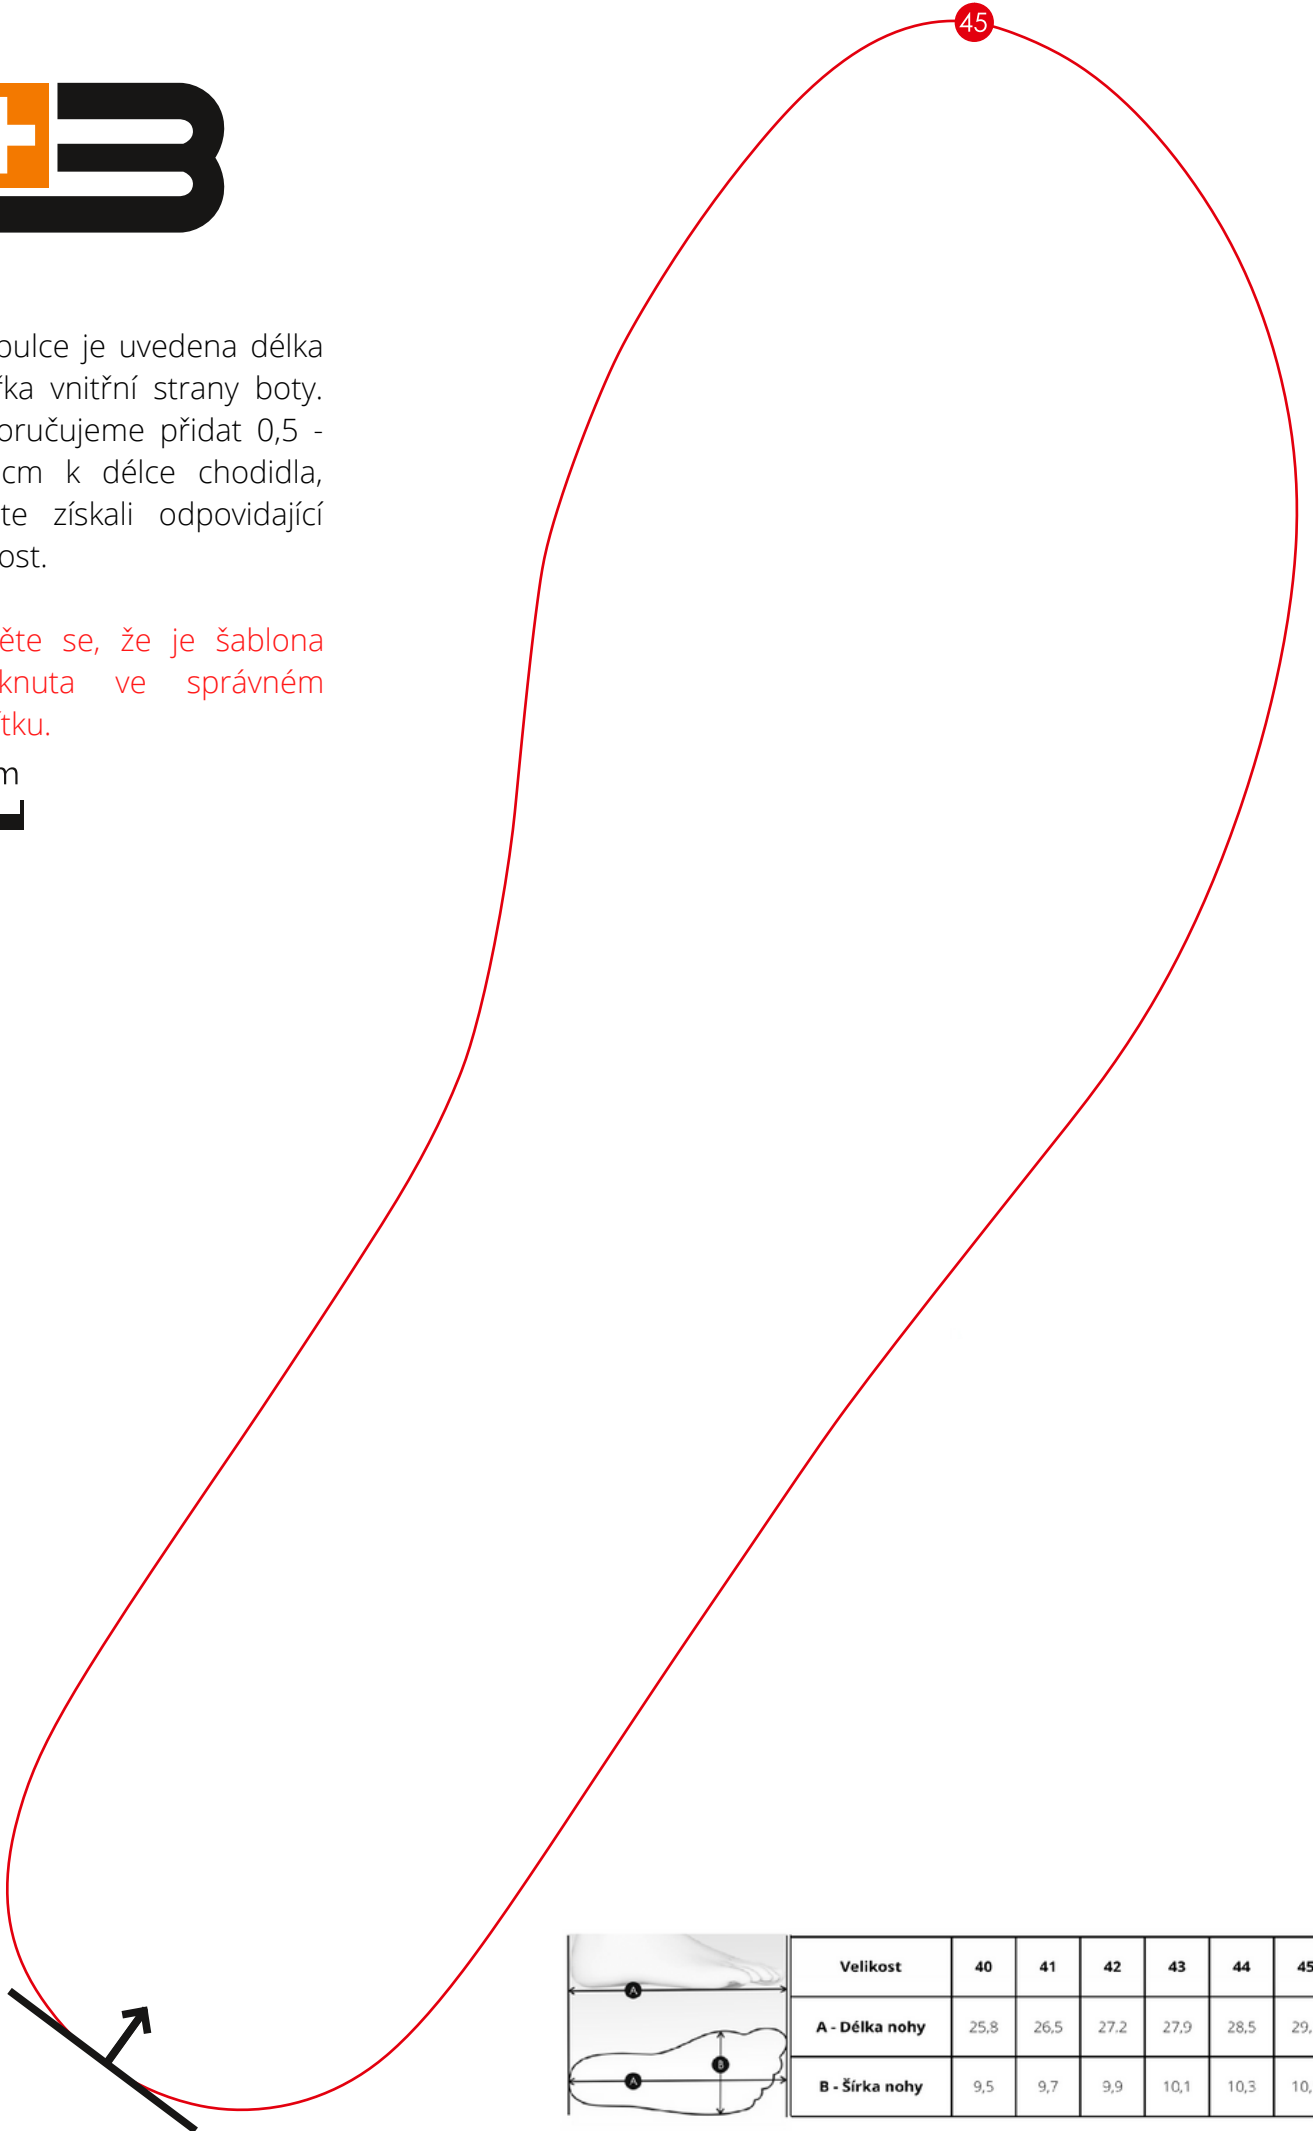 45
bulce je uvedena délka
řka vnitřní strany boty.
oručujeme přidat 0,5 -
cm k délce chodidla,
te získali odpovidající
ost.
ěte se, že je šablona
knuta ve správném
ítku.
m
Velikost 40 41 42 43 44 45
A - Délka nohy 25,8 26,5 27.2 27,9 28,5 29,
B - Šírka nohy 9,5 9,7 9,9 10,1 10,3 10,
A
A
B